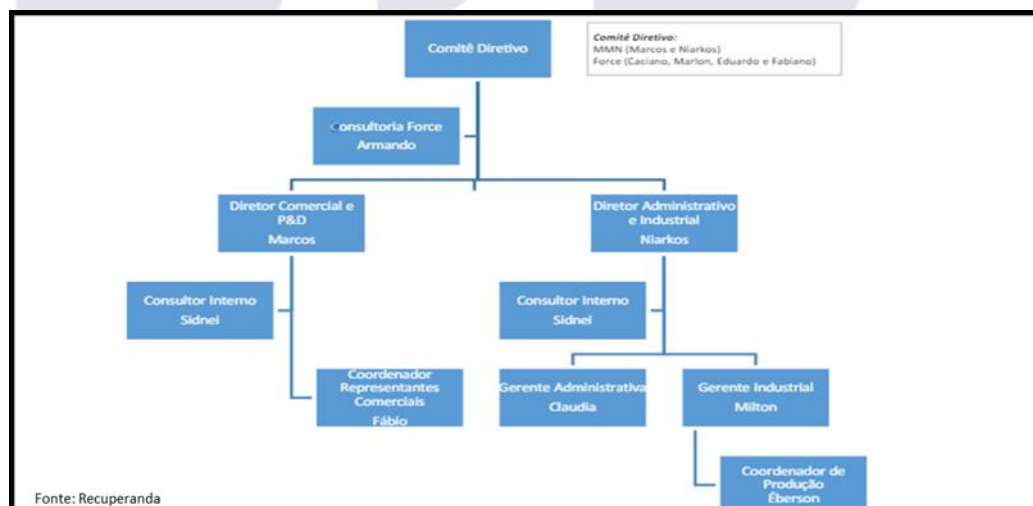 Comitê Diretivo
Comitê Diretivo:
MMN (Marcos e Niarkos)
Force (Caciano, Marlon, Eduardo e Fabiano)
Consultoria Force
Armando
Diretor Comercial e
P&D
Marcos
Diretor Administrativo
e Industrial
Niarkos
Consultor Interno
Sidnei
Consultor Interno
Sidnei
Coordenador
Representantes
Comerciais
Fábio
Gerente Administrativa
Claudia
Gerente Industrial
Milton
Coordenador de
Produção
Éberson
Fonte: Recuperanda